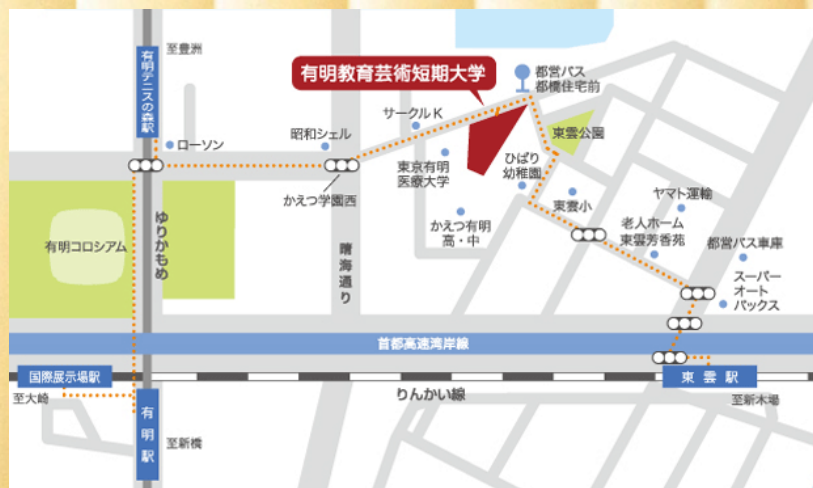 至豊洲
有明テニスの森駅
有明教育芸術短期大学
都営バス
都橋住宅前
サークルK
昭和シェル
ローソン
東雲公園
東京有明
医療大学
ひばり
幼稚園
かえつ学園西
東雲小
ヤマト運輸
かえつ有明
高・中
老人ホーム
東雲芳香苑
有明コロシアム
ゆりかもめ
晴海通り
都営バス車庫
スーパー
オート
バックス
首都高速湾岸線
国際展示場駅
東雲駅
りんかい線
至大崎
至新木場
有明駅
至新橋